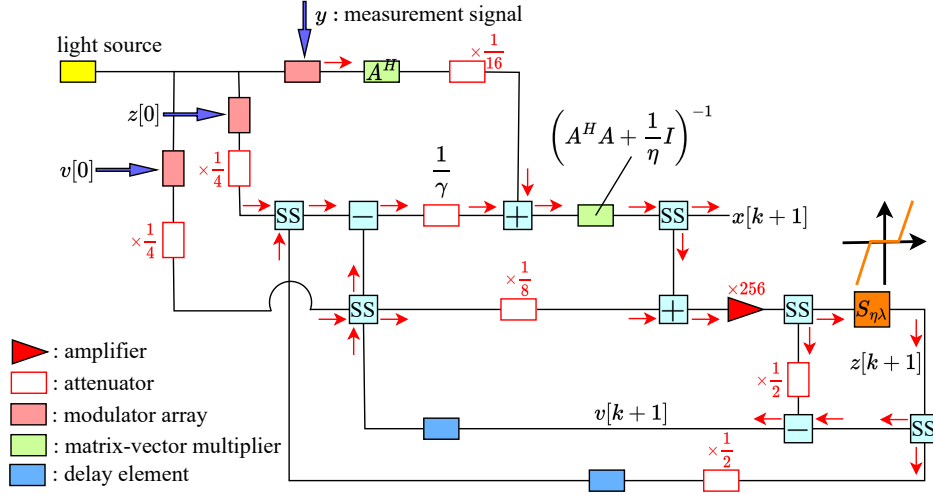 y : measurement signal
light source
A^H
×1/16
z[0]
(A^H A + 1/η I)^−1
v[0]
×1/4
1/γ
SS
−
+
SS
x[k+1]
×1/4
×1/8
×256
SS
+
SS
S_ηλ
: amplifier
z[k+1]
: attenuator
×1/2
: modulator array
v[k+1]
−
SS
: matrix-vector multiplier
×1/2
: delay element